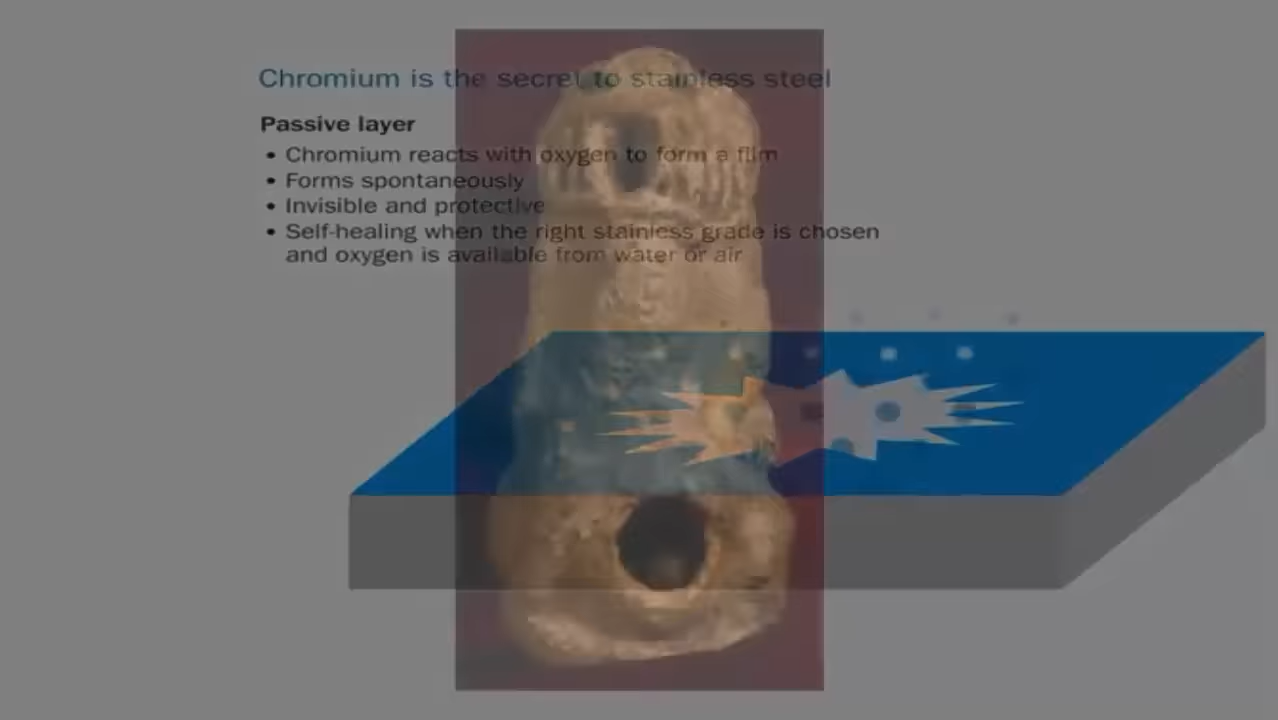 Chromium is the secret to stainless steel
Passive layer
• Chromium reacts with oxygen to form a film
• Forms spontaneously
• Invisible and protective
• Self-healing when the right stainless grade is chosen
and oxygen is available from water or air